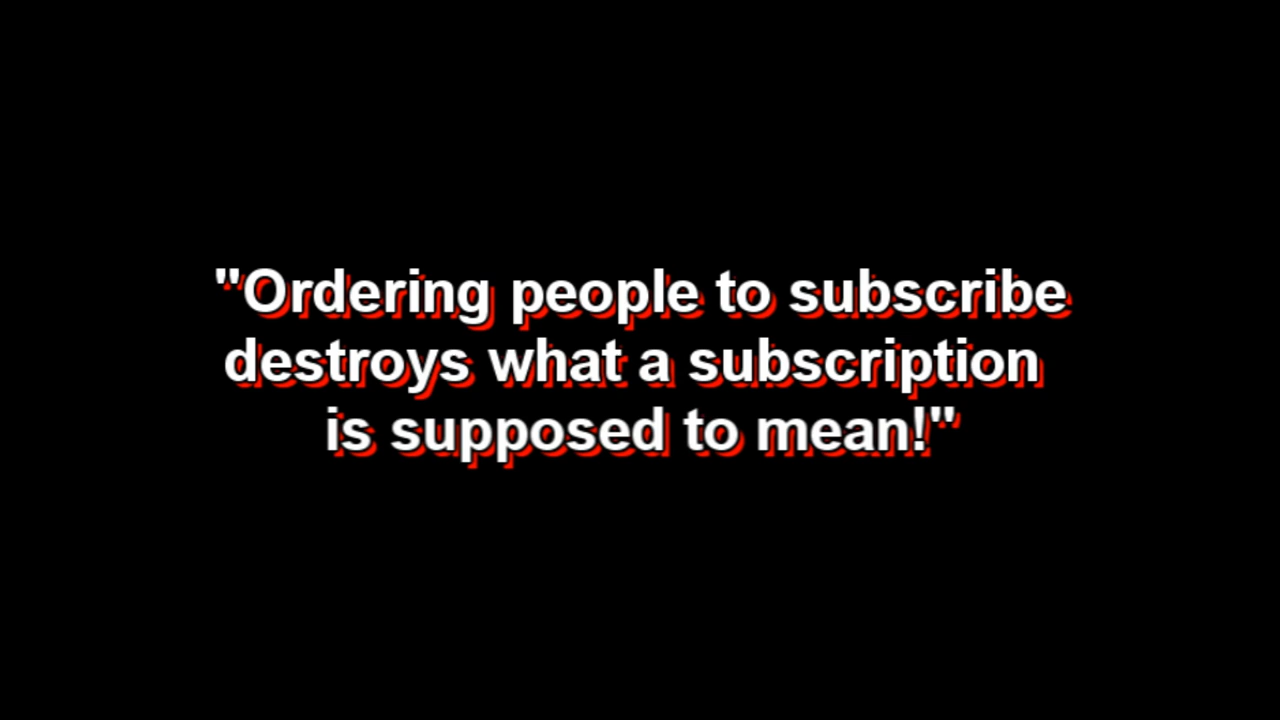 "Ordering people to subscribe
destroys what a subscription
is supposed to mean!"